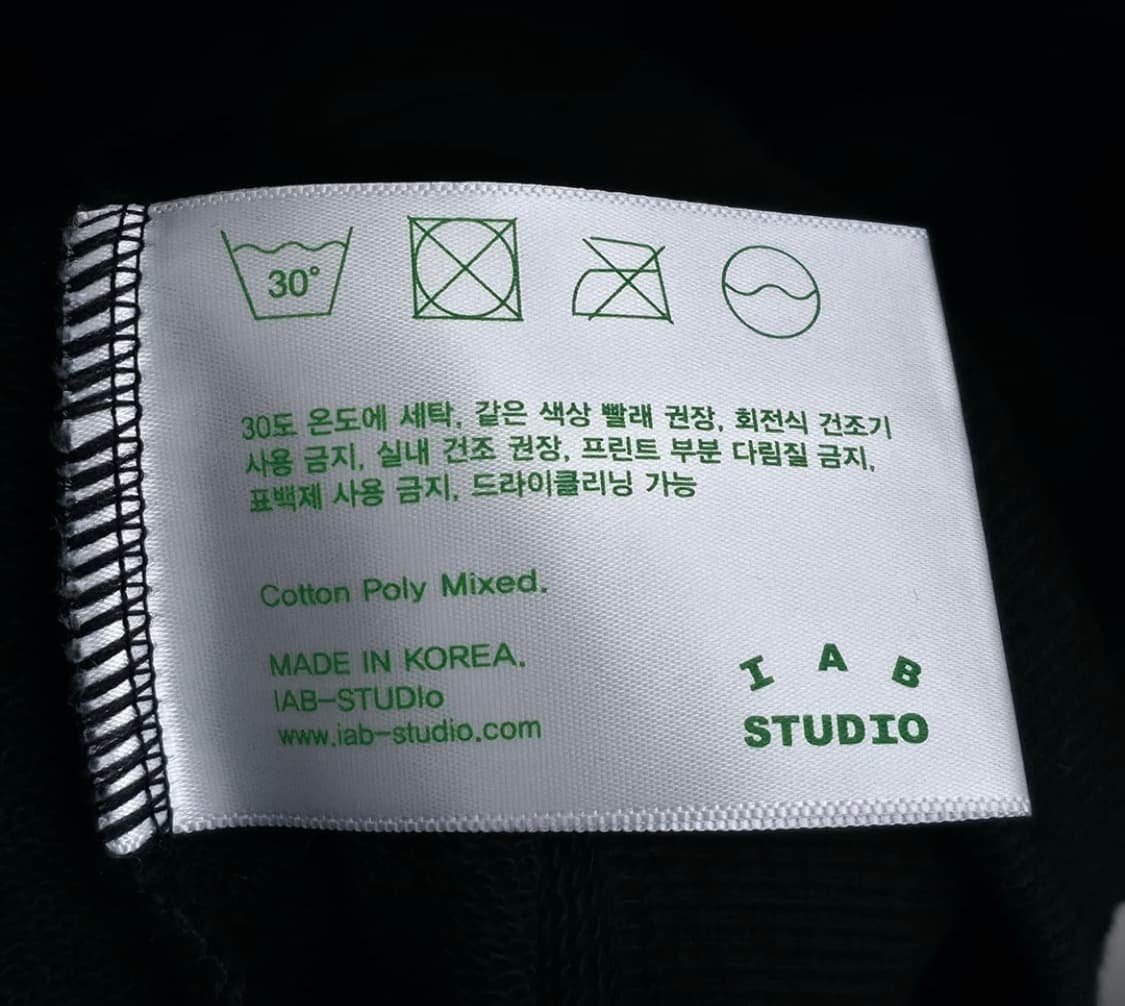 30°
30도 온도에 세탁, 같은 색상 빨래 권장, 회전식 건조기
사용 금지, 실내 건조 권장, 프린트 부분 다림질 금지,
표백제 사용 금지, 드라이클리닝 가능
Cotton Poly Mixed.
MADE IN KOREA.
IAB-STUDIo
www.iab-studio.com
I A B
STUDIO